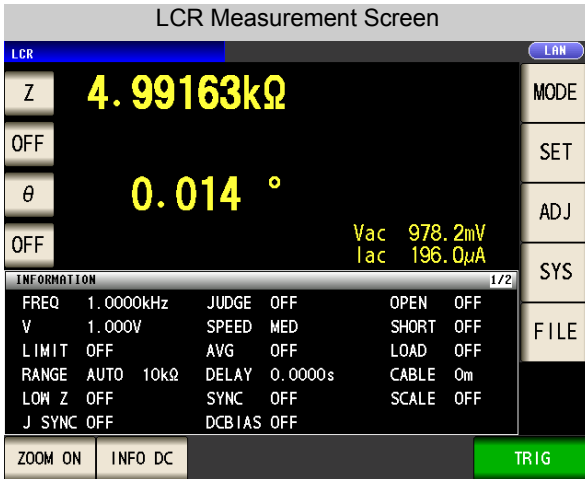 LCR Measurement Screen
LCR LAN
Z 4.99163kΩ MODE
OFF SET
θ 0.014 ° ADJ
OFF Vac 978.2mV
Iac 196.0μA SYS
INFORMATION 1/2
FREQ 1.0000kHz JUDGE OFF OPEN OFF
V 1.000V SPEED MED SHORT OFF FILE
LIMIT OFF AVG OFF LOAD OFF
RANGE AUTO 10kΩ DELAY 0.0000s CABLE 0m
LOW Z OFF SYNC OFF SCALE OFF
J SYNC OFF DCBIAS OFF
ZOOM ON INFO DC TRIG